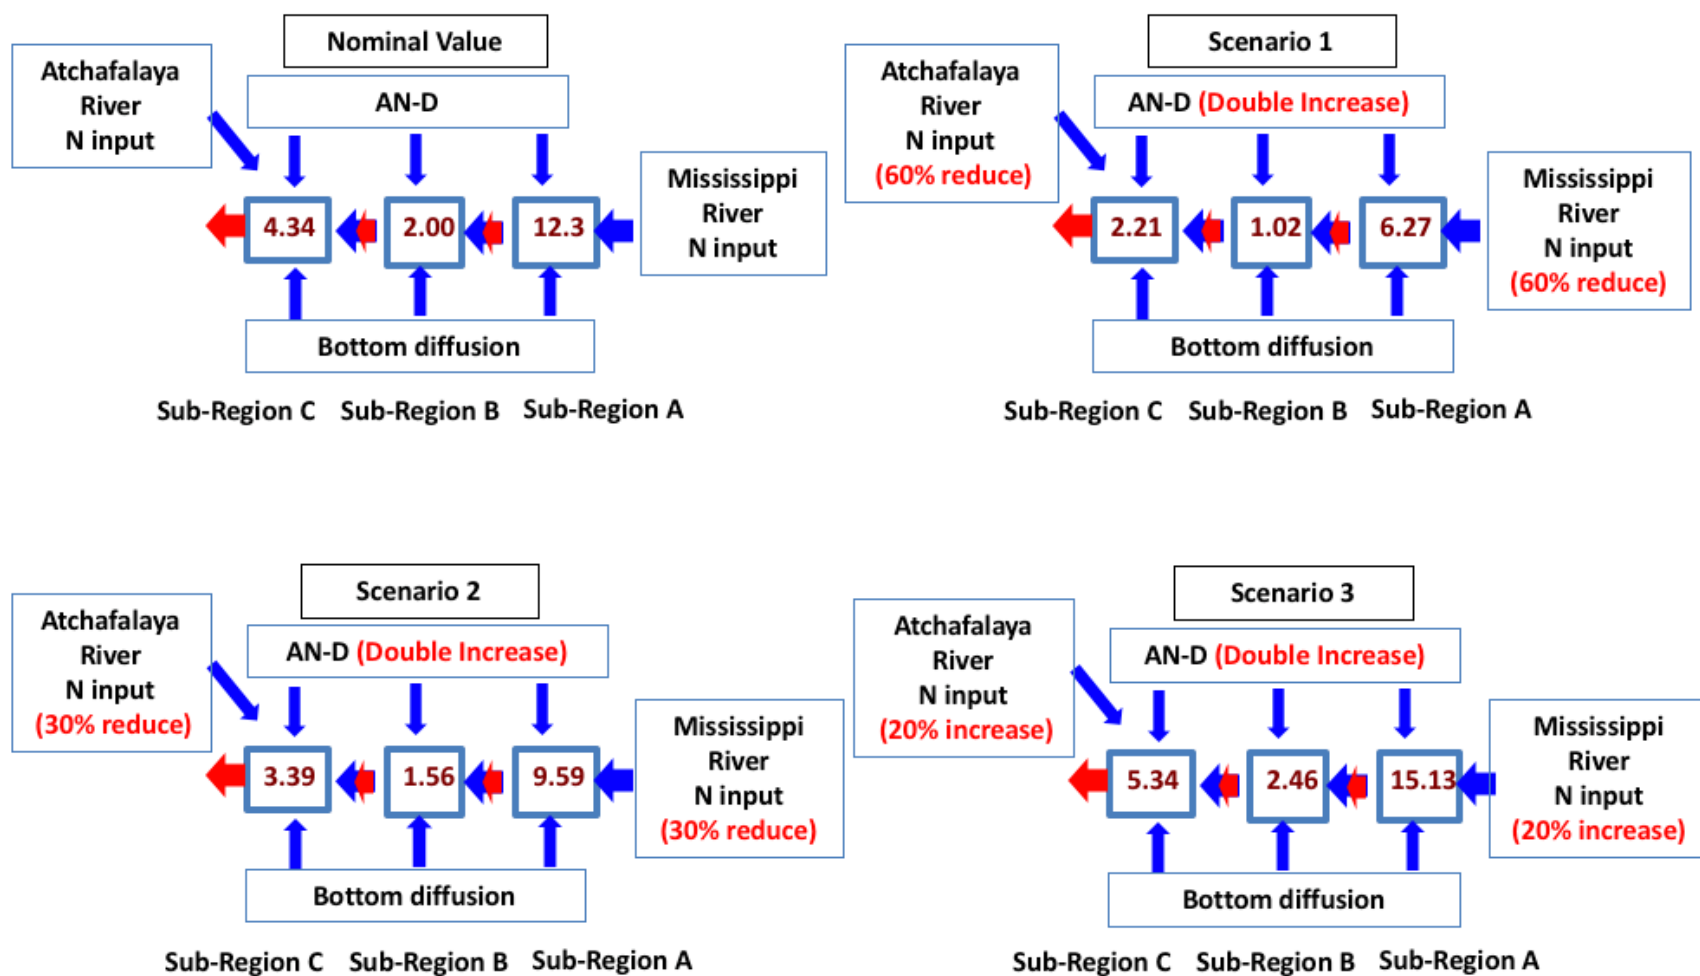 Nominal Value
Atchafalaya
River
N input
AN-D
Mississippi
River
N input
4.34
2.00
12.3
Bottom diffusion
Sub-Region C
Sub-Region B
Sub-Region A
Scenario 1
Atchafalaya
River
N input
(60% reduce)
AN-D (Double Increase)
Mississippi
River
N input
(60% reduce)
2.21
1.02
6.27
Bottom diffusion
Sub-Region C
Sub-Region B
Sub-Region A
Scenario 2
Atchafalaya
River
N input
(30% reduce)
AN-D (Double Increase)
Mississippi
River
N input
(30% reduce)
3.39
1.56
9.59
Bottom diffusion
Sub-Region C
Sub-Region B
Sub-Region A
Scenario 3
Atchafalaya
River
N input
(20% increase)
AN-D (Double Increase)
Mississippi
River
N input
(20% increase)
5.34
2.46
15.13
Bottom diffusion
Sub-Region C
Sub-Region B
Sub-Region A